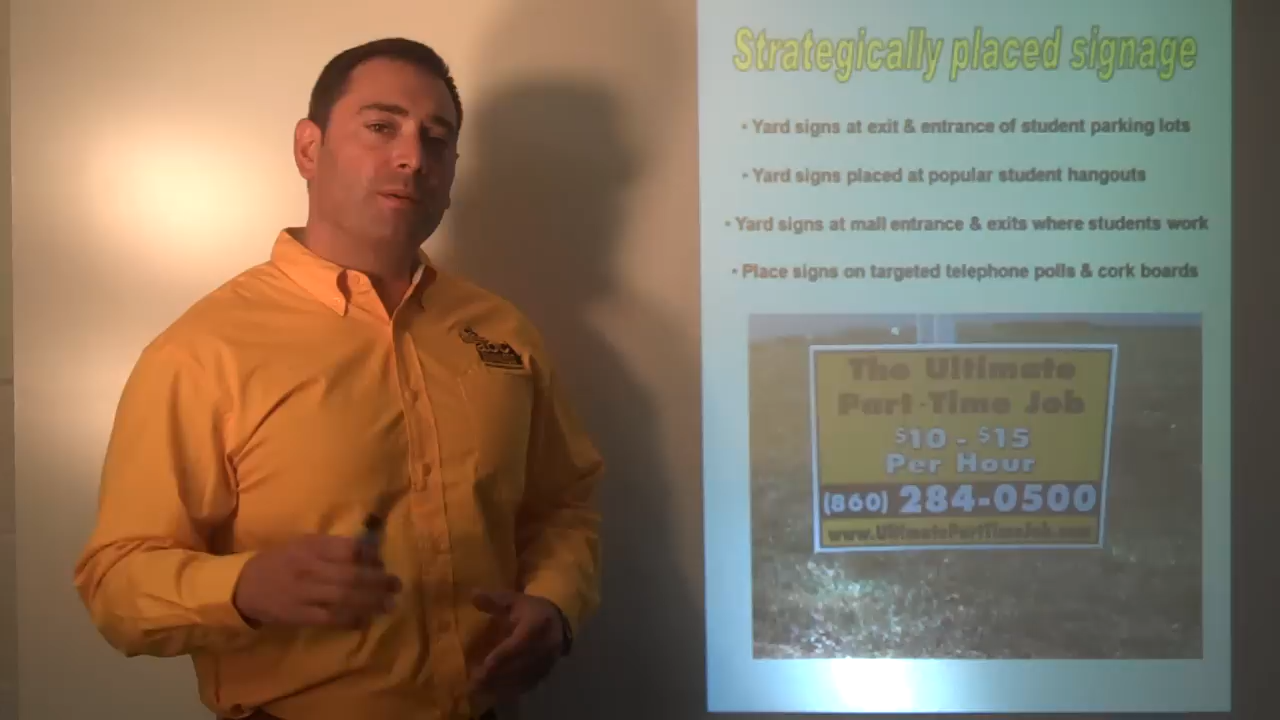 Strategically placed signage
• Yard signs at exit & entrance of student parking lots
• Yard signs placed at popular student hangouts
• Yard signs at mall entrance & exits where students work
• Place signs on targeted telephone polls & cork boards
The Ultimate
Part-Time Job
$10 - $15
Per Hour
(860) 284-0500
www.UltimatePartTimeJob.com